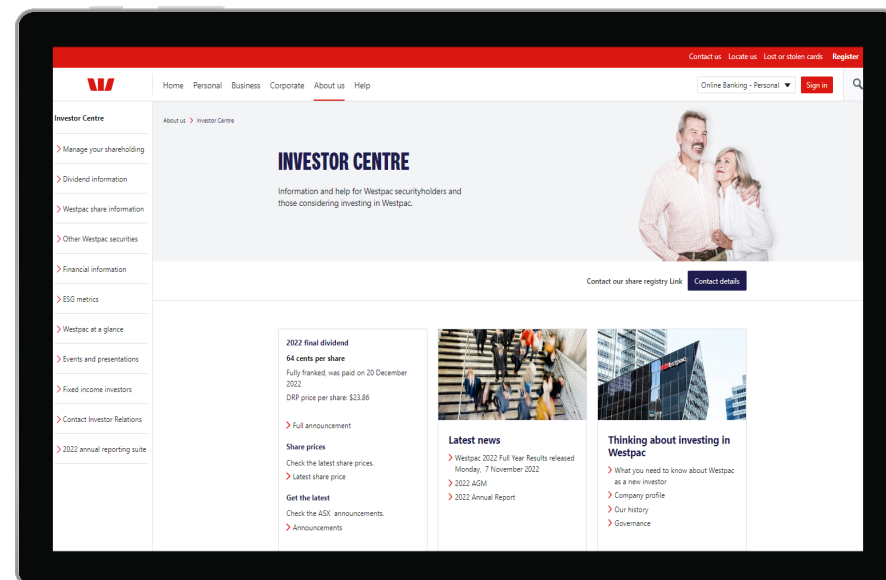 Contact us Locate us Lost or stolen cards Register
Home Personal Business Corporate About us Help
Online Banking - Personal
Sign in
Investor Centre
Manage your shareholding
Dividend information
Westpac share information
Other Westpac securities
Financial information
ESG metrics
Westpac at a glance
Events and presentations
Fixed income investors
Contact Investor Relations
2022 annual reporting suite
About us > Investor Centre
INVESTOR CENTRE
Information and help for Westpac securityholders and
those considering investing in Westpac.
Contact our share registry Link
Contact details
2022 final dividend
64 cents per share
Fully franked, was paid on 20 December
2022
DRP price per share: $23.86
Full announcement
Share prices
Check the latest share prices.
Latest share price
Get the latest
Check the ASX announcements.
Announcements
Latest news
Westpac 2022 Full Year Results released
Monday, 7 November 2022
2022 AGM
2022 Annual Report
Westpac
Thinking about investing in
Westpac
What you need to know about Westpac
as a new investor
Company profile
Our history
Governance